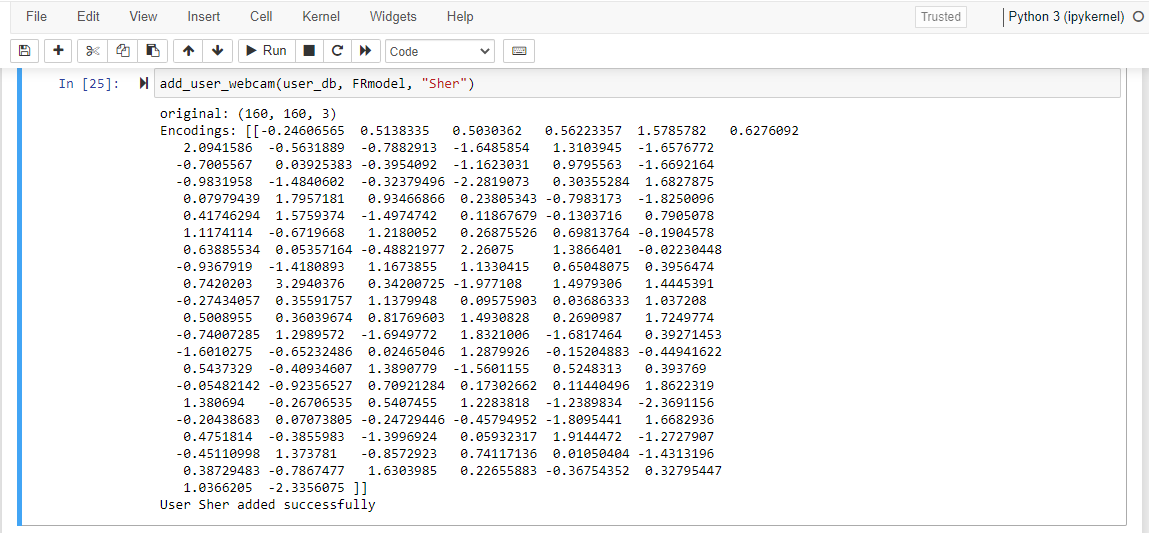 File Edit View Insert Cell Kernel Widgets Help Trusted Python 3 (ipykernel)
Run Code
In [25]: add_user_webcam(user_db, FRmodel, "Sher")
original: (160, 160, 3)
Encodings: [[-0.24606565 0.5138335 0.5030362 0.56223357 1.5785782 0.6276092
2.0941586 -0.5631889 -0.7882913 -1.6485854 1.3103945 -1.6576772
-0.7005567 0.03925383 -0.3954092 -1.1623031 0.9795563 -1.6692164
-0.9831958 -1.4840602 -0.32379496 -2.2819073 0.30355284 1.6827875
0.07979439 1.7957181 0.93466866 0.23805343 -0.7983173 -1.8250096
0.41746294 1.5759374 -1.4974742 0.11867679 -0.1303716 0.7905078
1.1174114 -0.6719668 1.2180052 0.26875526 0.69813764 -0.1904578
0.63885534 0.05357164 -0.48821977 2.26075 1.3866401 -0.02230448
-0.9367919 -1.4180893 1.1673855 1.1330415 0.65048075 0.3956474
0.7420203 3.2940376 0.34200725 -1.977108 1.4979306 1.4445391
-0.27434057 0.35591757 1.1379948 0.09575903 0.03686333 1.037208
0.5008955 0.36039674 0.81769603 1.4930828 0.2690987 1.7249774
-0.74007285 1.2989572 -1.6949772 1.8321006 -1.6817464 0.39271453
-1.6010275 -0.65232486 0.02465046 1.2879926 -0.15204883 -0.44941622
0.5437329 -0.40934607 1.3890779 -1.5601155 0.5248313 0.393769
-0.05482142 -0.92356527 0.70921284 0.17302662 0.11440496 1.8622319
1.380694 -0.26706535 0.5407455 1.2283818 -1.2389834 -2.3691156
-0.20438683 0.07073805 -0.24729446 -0.45794952 -1.8095441 1.6682936
0.4751814 -0.3855983 -1.3996924 0.05932317 1.9144472 -1.2727907
-0.45110998 1.373781 -0.8572923 0.74117136 0.01050404 -1.4313196
0.38729483 -0.7867477 1.6303985 0.22655883 -0.36754352 0.32795447
1.0366205 -2.3356075 ]]
User Sher added successfully